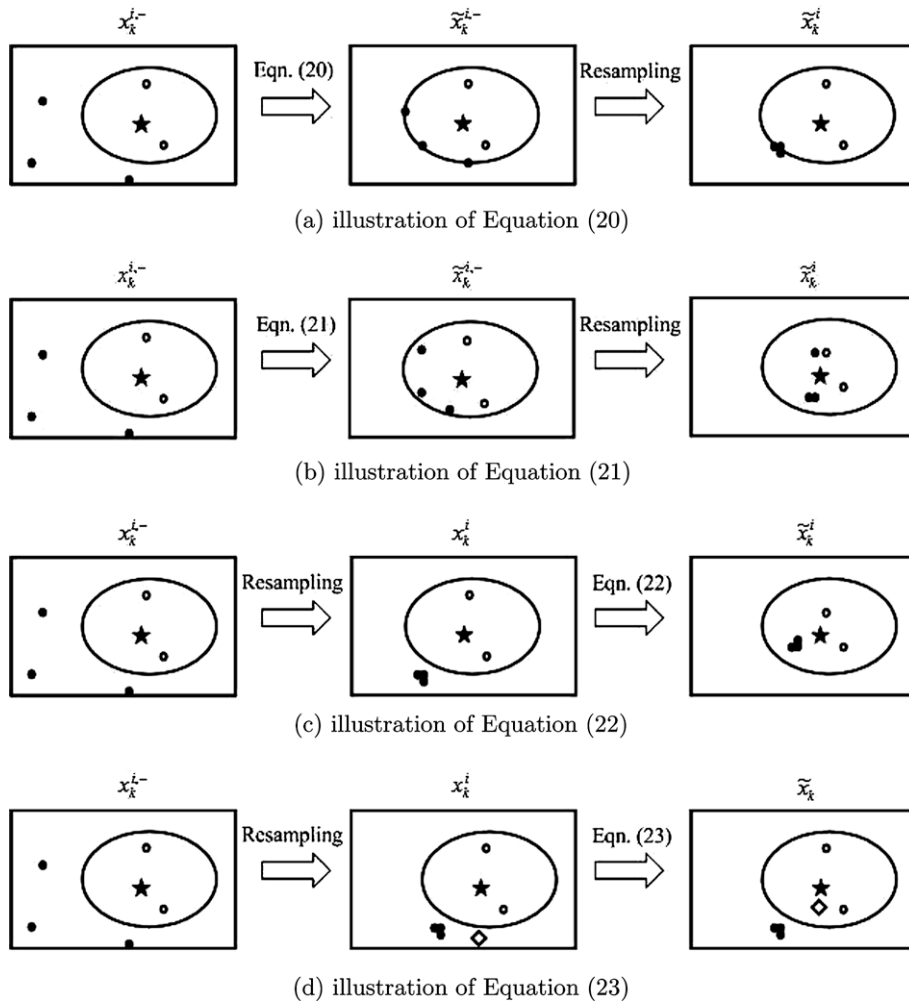 x_k^{i,-} x̃_k^{i,-} x̃_k^i
Eqn. (20) Resampling
(a) illustration of Equation (20)
x_k^{i,-} x̃_k^{i,-} x̃_k^i
Eqn. (21) Resampling
(b) illustration of Equation (21)
x_k^{i,-} x_k^i x̃_k^i
Resampling Eqn. (22)
(c) illustration of Equation (22)
x_k^{i,-} x_k^i x̃_k
Resampling Eqn. (23)
(d) illustration of Equation (23)